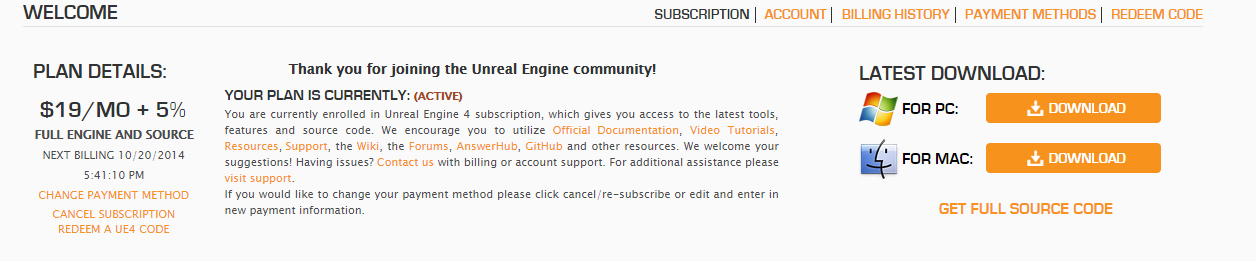 WELCOME
SUBSCRIPTION | ACCOUNT | BILLING HISTORY | PAYMENT METHODS | REDEEM CODE
PLAN DETAILS:
$19/MO + 5%
FULL ENGINE AND SOURCE
NEXT BILLING 10/20/2014
5:41:10 PM
CHANGE PAYMENT METHOD
CANCEL SUBSCRIPTION
REDEEM A UE4 CODE
Thank you for joining the Unreal Engine community!
YOUR PLAN IS CURRENTLY: (ACTIVE)
You are currently enrolled in Unreal Engine 4 subscription, which gives you access to the latest tools,
features and source code. We encourage you to utilize Official Documentation, Video Tutorials,
Resources, Support, the Wiki, the Forums, AnswerHub, GitHub and other resources. We welcome your
suggestions! Having issues? Contact us with billing or account support. For additional assistance please
visit support.
If you would like to change your payment method please click cancel/re-subscribe or edit and enter in
new payment information.
LATEST DOWNLOAD:
FOR PC: DOWNLOAD
FOR MAC: DOWNLOAD
GET FULL SOURCE CODE